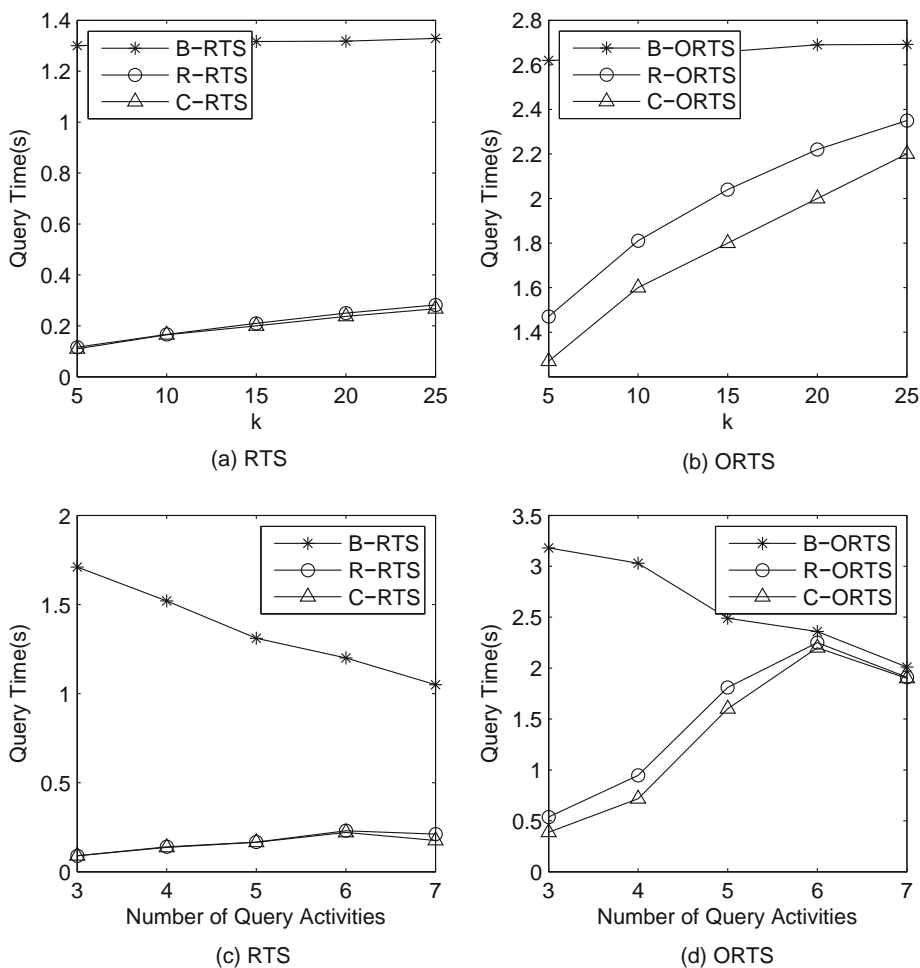 1.4
1.2
1
0.8
0.6
0.4
0.2
0
Query Time(s)
B−RTS
R−RTS
C−RTS
5
10
15
20
25
k
(a) RTS
2.8
2.6
2.4
2.2
2
1.8
1.6
1.4
Query Time(s)
B−ORTS
R−ORTS
C−ORTS
5
10
15
20
25
k
(b) ORTS
2
1.5
1
0.5
0
Query Time(s)
B−RTS
R−RTS
C−RTS
3
4
5
6
7
Number of Query Activities
(c) RTS
3.5
3
2.5
2
1.5
1
0.5
0
Query Time(s)
B−ORTS
R−ORTS
C−ORTS
3
4
5
6
7
Number of Query Activities
(d) ORTS